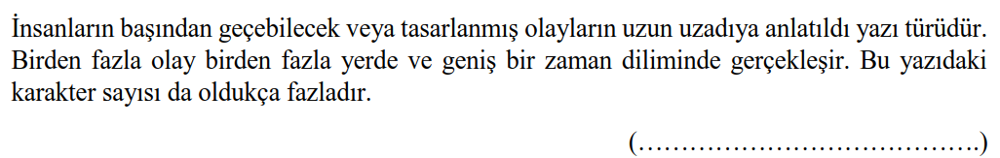 İnsanların başından geçebilecek veya tasarlanmış olayların uzun uzadıya anlatıldı yazı türüdür.
Birden fazla olay birden fazla yerde ve geniş bir zaman diliminde gerçekleşir. Bu yazıdaki
karakter sayısı da oldukça fazladır.
(………………………………….)